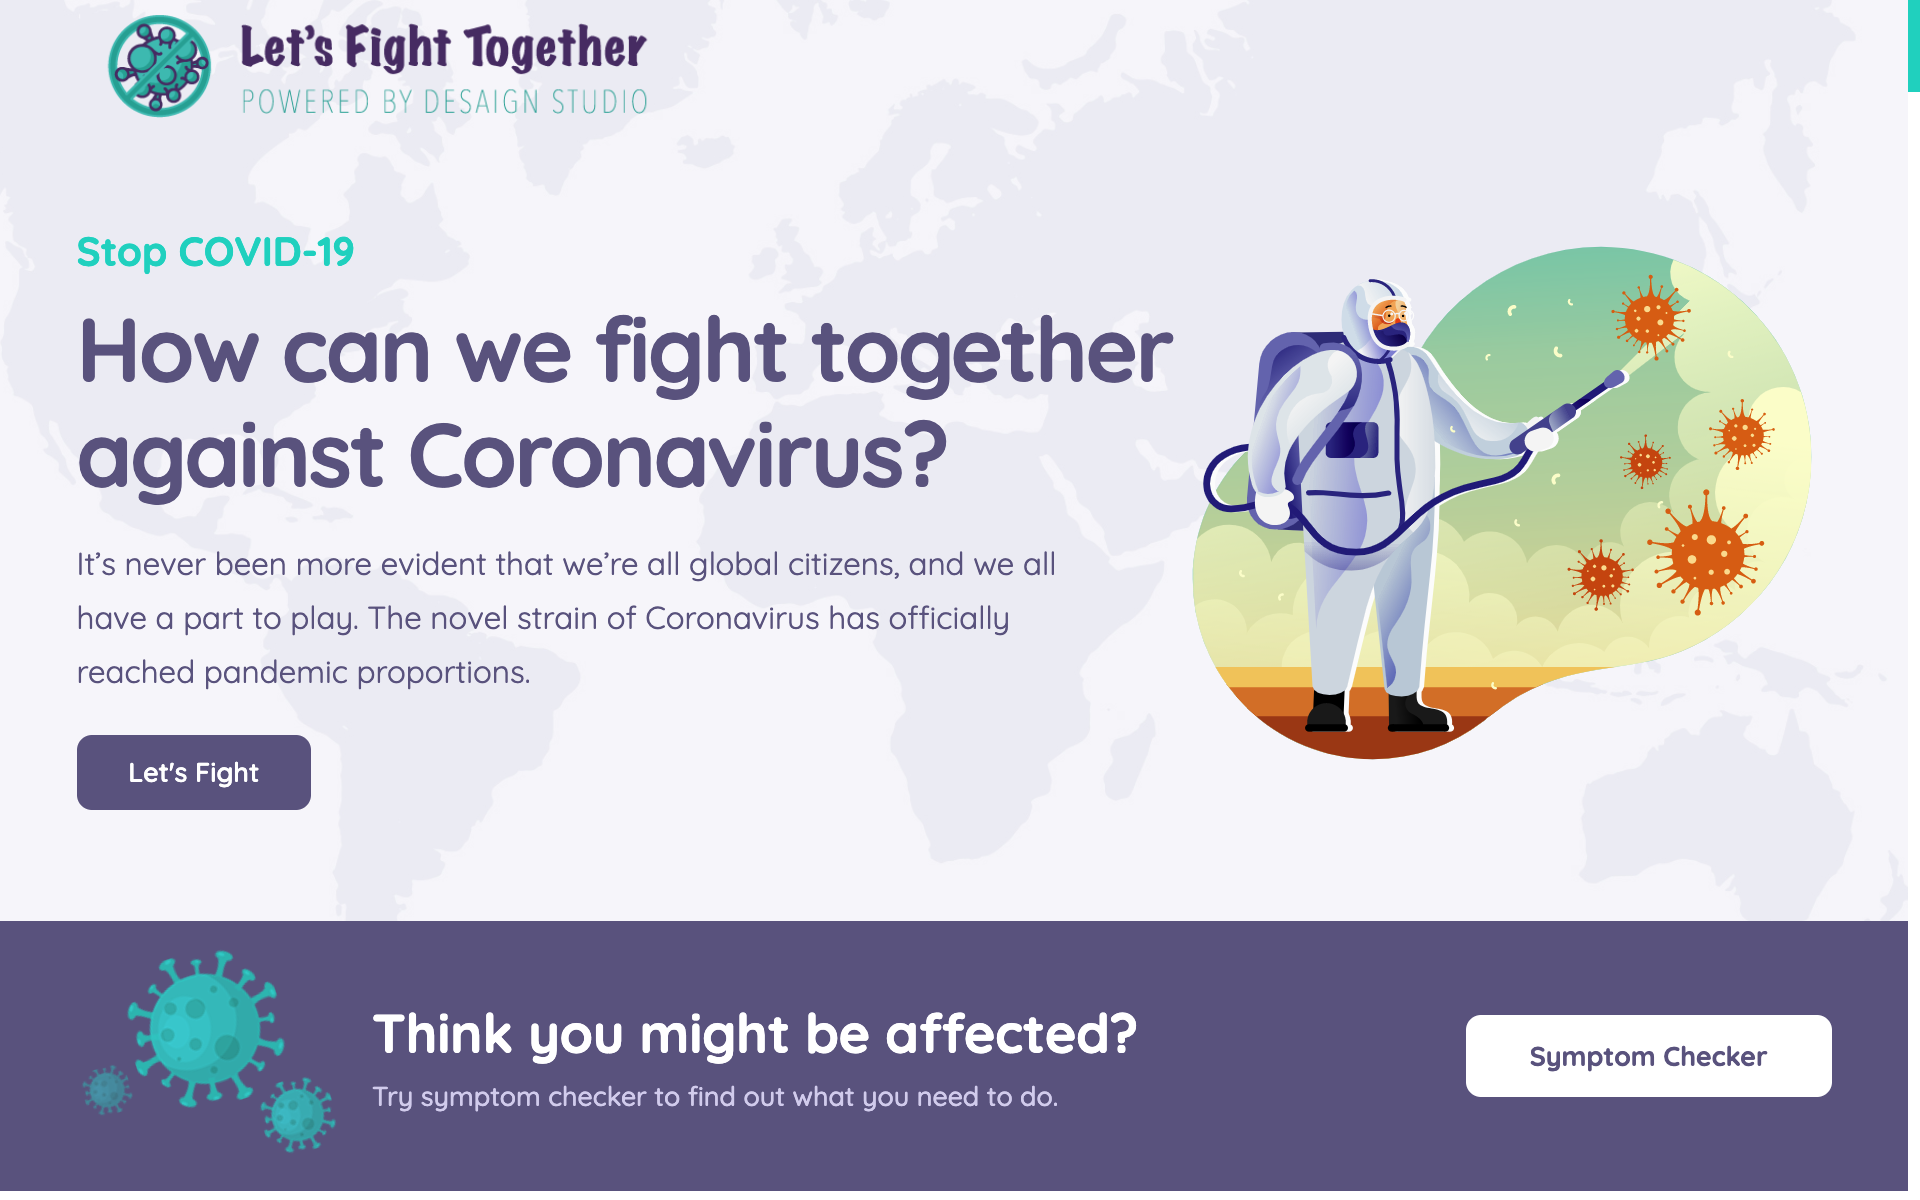 Let's Fight Together
POWERED BY DESAIGN STUDIO
Stop COVID-19
How can we fight together
against Coronavirus?
It’s never been more evident that we’re all global citizens, and we all
have a part to play. The novel strain of Coronavirus has officially
reached pandemic proportions.
Let's Fight
Think you might be affected?
Try symptom checker to find out what you need to do.
Symptom Checker